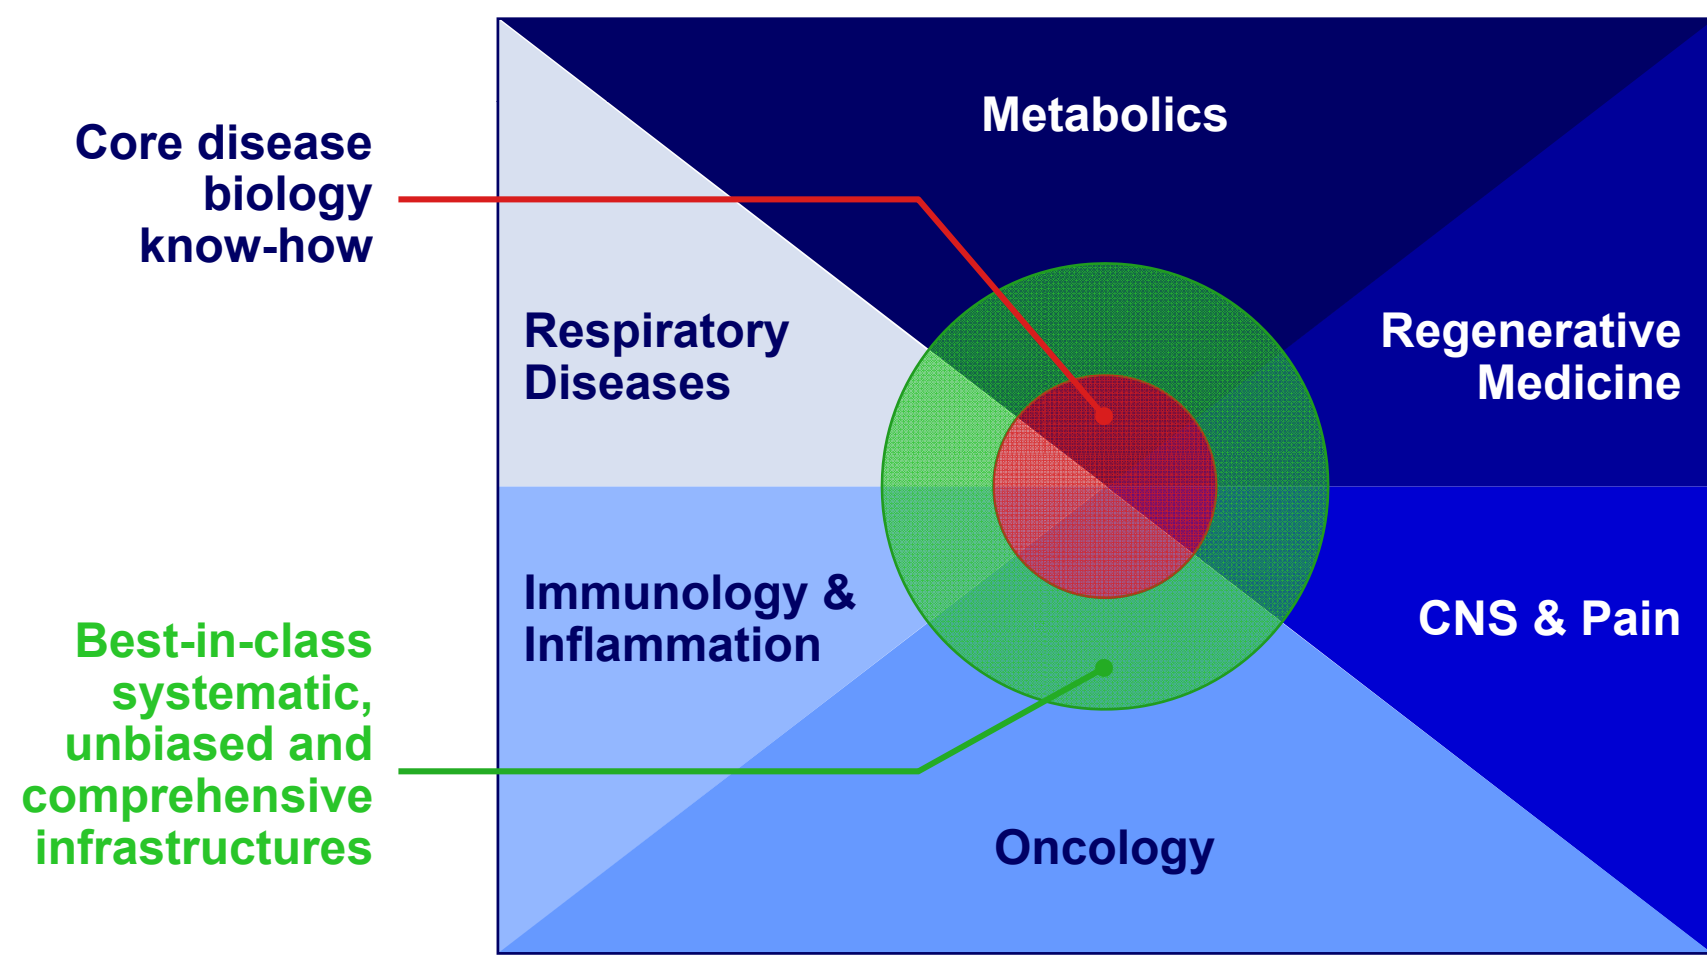 Metabolics
Core disease
biology
know-how
Respiratory
Diseases
Regenerative
Medicine
Immunology &
Inflammation
CNS & Pain
Best-in-class
systematic,
unbiased and
comprehensive
infrastructures
Oncology